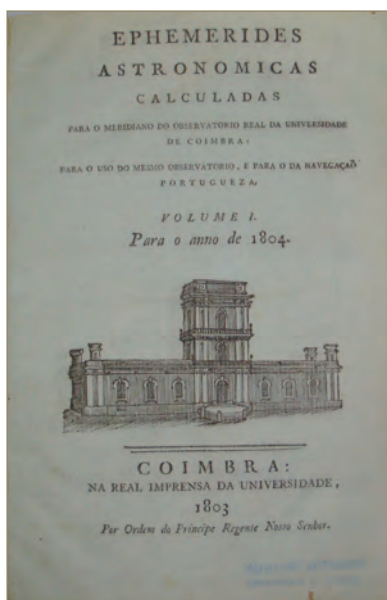 EPHEMERIDES
ASTRONOMICAS
CALCULADAS
PARA O MERIDIANO DO OBSERVATORIO REAL DA UNIVERSIDADE
DE COIMBRA:
PARA O USO DO MESMO OBSERVATORIO, E PARA O DA NAVEGAÇAÕ
PORTUGUEZA,
VOLUME I.
Para o anno de 1804.
COIMBRA:
NA REAL IMPRENSA DA UNIVERSIDADE,
1803
Por Ordem do Principe Regente Nosso Senhor.